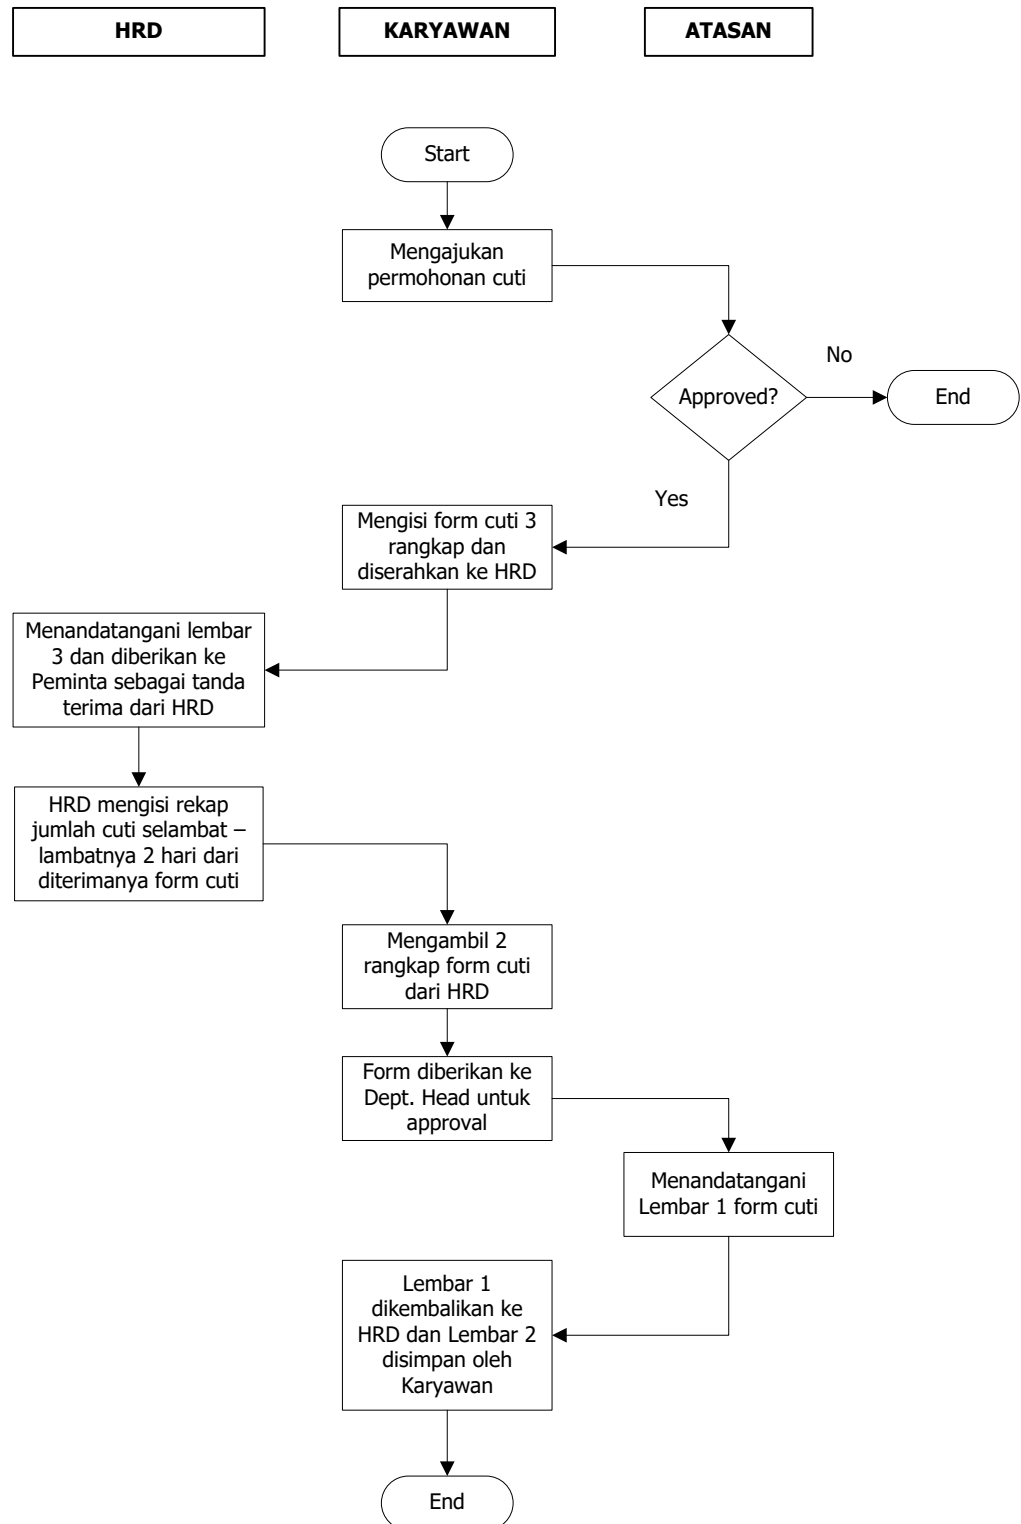 HRD
KARYAWAN
ATASAN
Start
Mengajukan
permohonan cuti
No
Approved?
End
Yes
Mengisi form cuti 3
rangkap dan
diserahkan ke HRD
Menandatangani lembar
3 dan diberikan ke
Peminta sebagai tanda
terima dari HRD
HRD mengisi rekap
jumlah cuti selambat –
lambatnya 2 hari dari
diterimanya form cuti
Mengambil 2
rangkap form cuti
dari HRD
Form diberikan ke
Dept. Head untuk
approval
Menandatangani
Lembar 1 form cuti
Lembar 1
dikembalikan ke
HRD dan Lembar 2
disimpan oleh
Karyawan
End